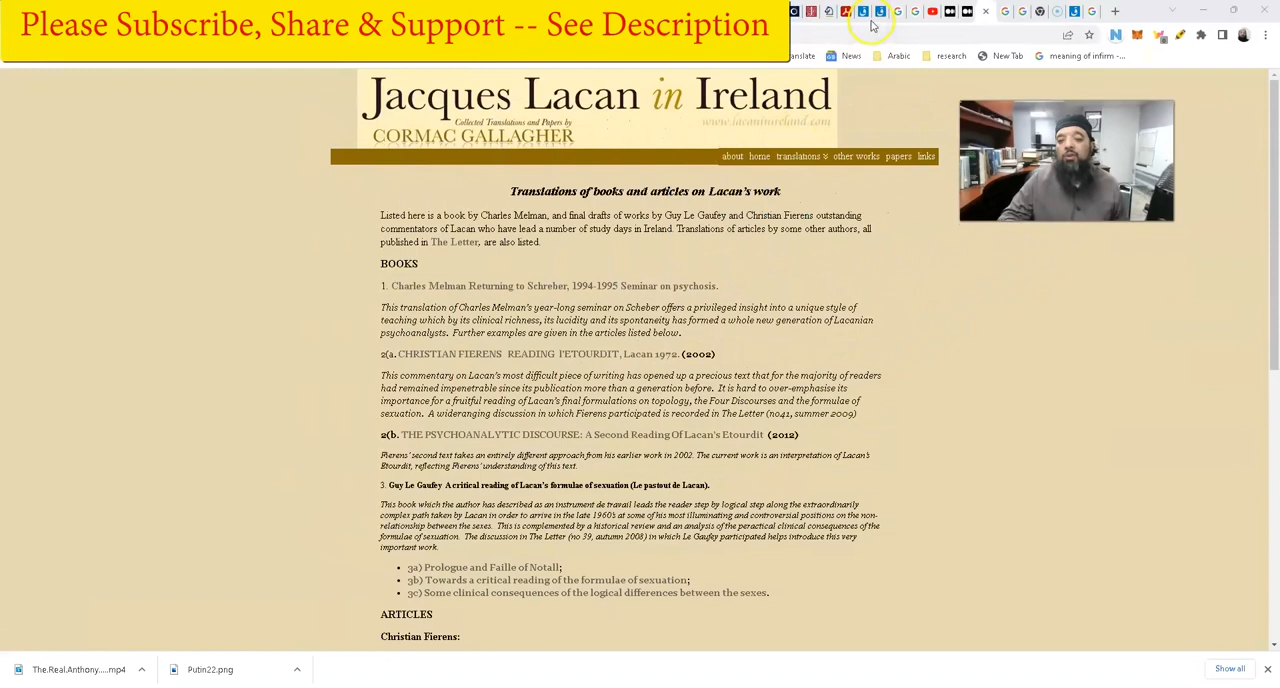 Please Subscribe, Share & Support -- See Description
anslate
News
Arabic
research
New Tab
meaning of infirm -...
Jacques Lacan in Ireland
Collected Translations and Papers by
www.lacaninireland.com
CORMAC GALLAGHER
about home translations other works papers links
Translations of books and articles on Lacan's work
Listed here is a book by Charles Melman, and final drafts of works by Guy Le Gaufey and Christian Fierens outstanding
commentators of Lacan who have lead a number of study days in Ireland. Translations of articles by some other authors, all
published in The Letter, are also listed.
BOOKS
1. Charles Melman Returning to Schreber, 1994-1995 Seminar on psychosis.
This translation of Charles Melman's year-long seminar on Scheber offers a privileged insight into a unique style of
teaching which by its clinical richness, its lucidity and its spontaneity has formed a whole new generation of Lacanian
psychoanalysts. Further examples are given in the articles listed below.
2(a. CHRISTIAN FIERENS READING l'ETOURDIT, Lacan 1972. (2002)
This commentary on Lacan's most difficult piece of writing has opened up a precious text that for the majority of readers
had remained impenetrable since its publication more than a generation before. It is hard to over-emphasise its
importance for a fruitful reading of Lacan's final formulations on topology, the Four Discourses and the formulae of
sexuation. A wideranging discussion in which Fierens participated is recorded in The Letter (no41, summer 2009)
2(b. THE PSYCHOANALYTIC DISCOURSE: A Second Reading Of Lacan's Etourdit (2012)
Fierens' second text takes an entirely different approach from his earlier work in 2002. The current work is an interpretation of Lacan's
Etourdit, reflecting Fierens' understanding of this text.
3. Guy Le Gaufey A critical reading of Lacan's formulae of sexuation (Le pastout de Lacan).
This book which the author has described as an instrument de travail leads the reader step by logical step along the extraordinarily
complex path taken by Lacan in order to arrive in the late 1960's at some of his most illuminating and controversial positions on the non-
relationship between the sexes. This is complemented by a historical review and an analysis of the peractical clinical consequences of the
formulae of sexuation. The discussion in The Letter (no 39, autumn 2008) in which Le Gaufey participated helps introduce this very
important work.
3a) Prologue and Faille of Notall;
3b) Towards a critical reading of the formulae of sexuation;
3c) Some clinical consequences of the logical differences between the sexes.
ARTICLES
Christian Fierens:
The.Real.Anthony.....mp4
Putin22.png
Show all